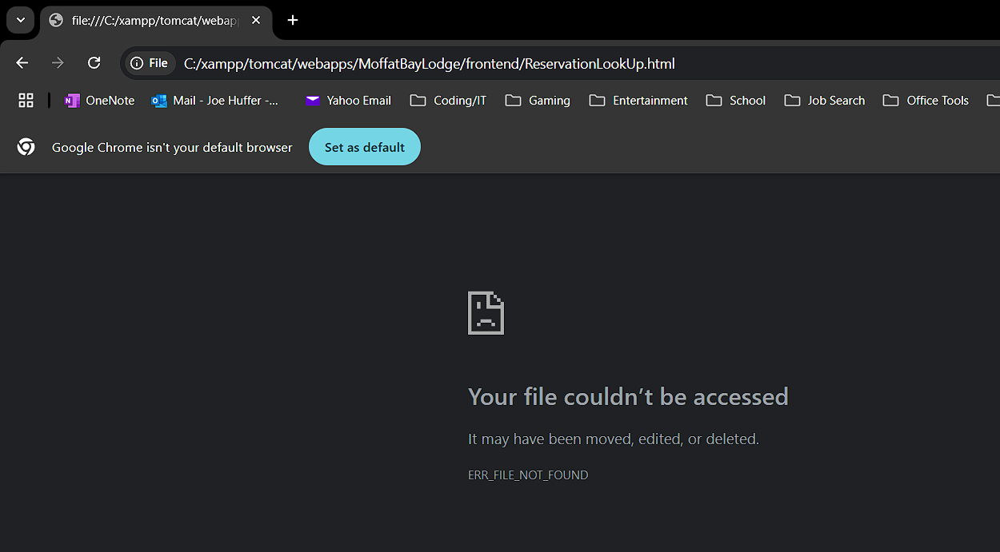 file:///C:/xampp/tomcat/webapp
File C:/xampp/tomcat/webapps/MoffatBayLodge/frontend/ReservationLookUp.html
OneNote Mail - Joe Huffer -... Yahoo Email Coding/IT Gaming Entertainment School Job Search Office Tools
Google Chrome isn't your default browser Set as default
Your file couldn’t be accessed
It may have been moved, edited, or deleted.
ERR_FILE_NOT_FOUND